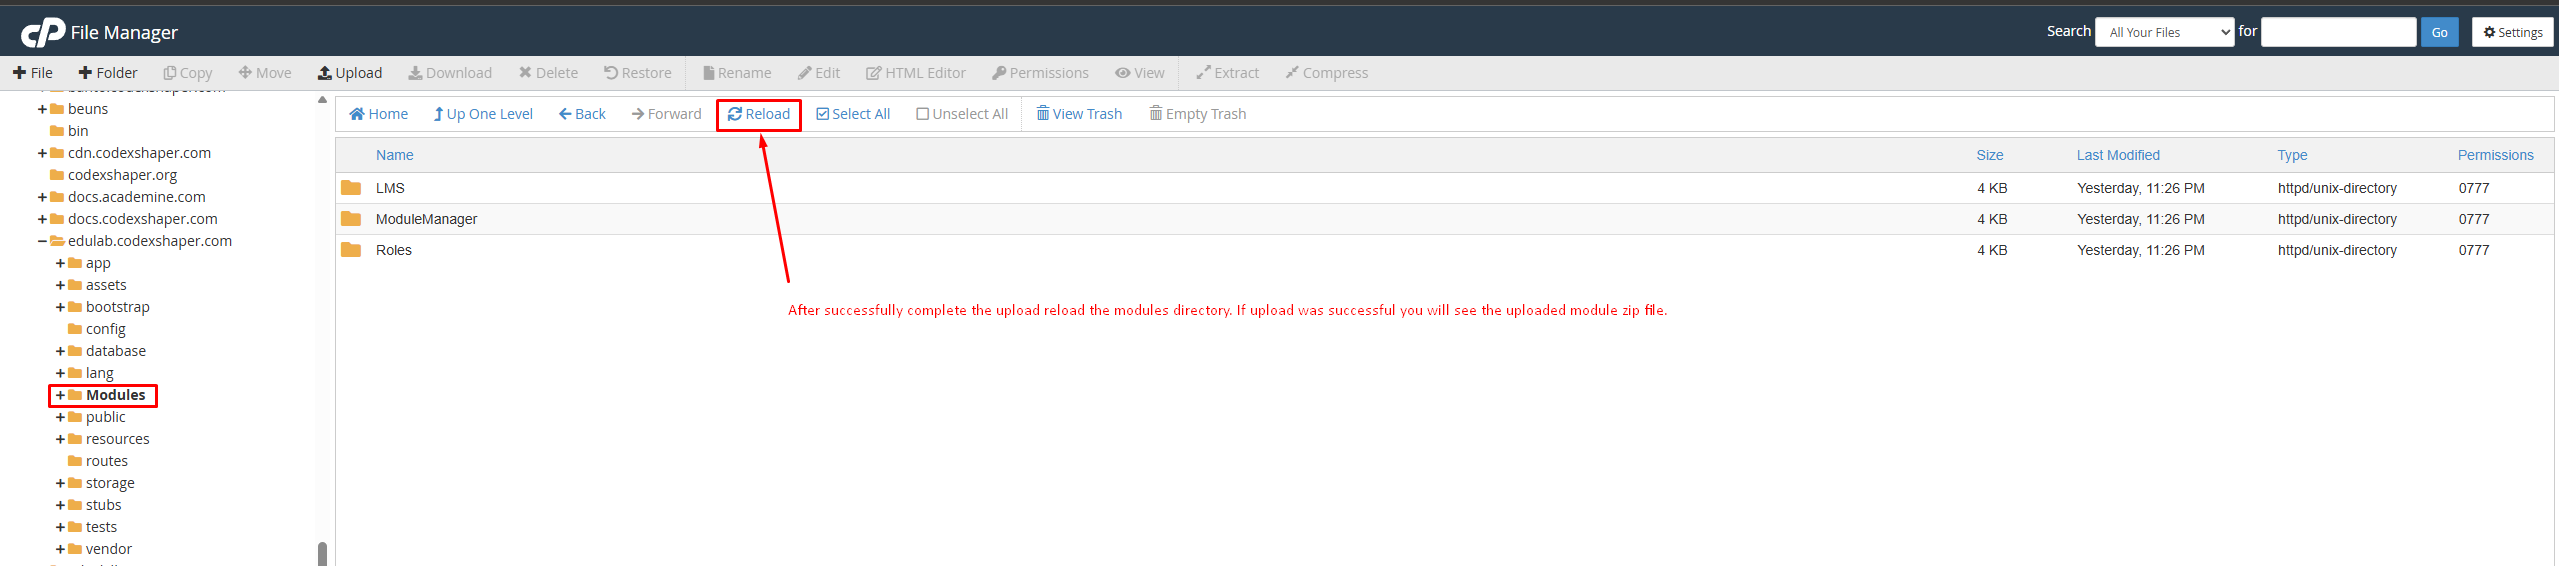 cP File Manager
Search All Your Files for Go Settings
File Folder Copy Move Upload Download Delete Restore Rename Edit HTML Editor Permissions View Extract Compress
beuns
bin
cdn.codexshaper.com
codexshaper.org
docs.academine.com
docs.codexshaper.com
edulab.codexshaper.com
app
assets
bootstrap
config
database
lang
Modules
public
resources
routes
storage
stubs
tests
vendor
Home Up One Level Back Forward Reload Select All Unselect All View Trash Empty Trash
Name Size Last Modified Type Permissions
LMS 4 KB Yesterday, 11:26 PM httpd/unix-directory 0777
ModuleManager 4 KB Yesterday, 11:26 PM httpd/unix-directory 0777
Roles 4 KB Yesterday, 11:26 PM httpd/unix-directory 0777
After successfully complete the upload reload the modules directory. If upload was successful you will see the uploaded module zip file.